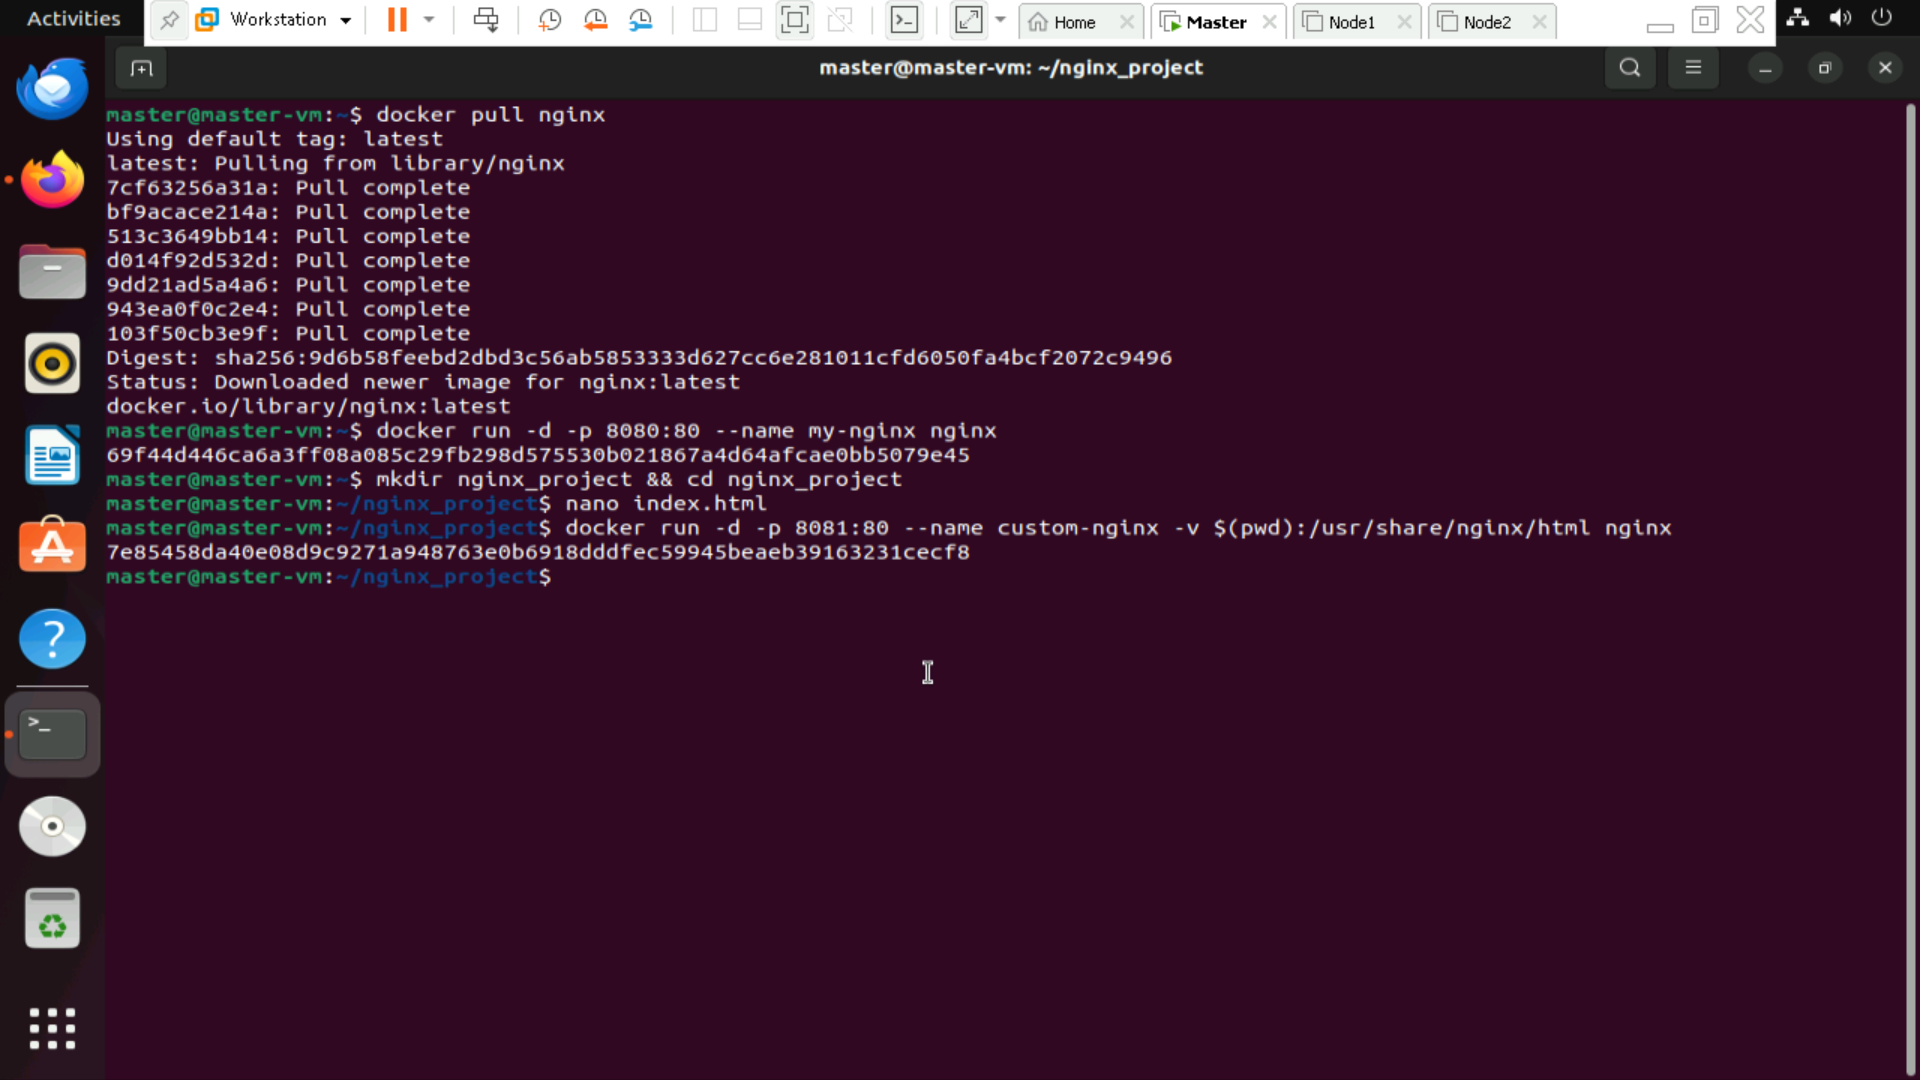 Activities
Workstation
Home
Master
Node1
Node2
master@master-vm: ~/nginx_project
master@master-vm:~$ docker pull nginx
Using default tag: latest
latest: Pulling from library/nginx
7cf63256a31a: Pull complete
bf9acace214a: Pull complete
513c3649bb14: Pull complete
d014f92d532d: Pull complete
9dd21ad5a4a6: Pull complete
943ea0f0c2e4: Pull complete
103f50cb3e9f: Pull complete
Digest: sha256:9d6b58feebd2dbd3c56ab5853333d627cc6e281011cfd6050fa4bcf2072c9496
Status: Downloaded newer image for nginx:latest
docker.io/library/nginx:latest
master@master-vm:~$ docker run -d -p 8080:80 --name my-nginx nginx
69f44d446ca6a3ff08a085c29fb298d575530b021867a4d64afcae0bb5079e45
master@master-vm:~$ mkdir nginx_project && cd nginx_project
master@master-vm:~/nginx_project$ nano index.html
master@master-vm:~/nginx_project$ docker run -d -p 8081:80 --name custom-nginx -v $(pwd):/usr/share/nginx/html nginx
7e85458da40e08d9c9271a948763e0b6918dddfec59945beaeb39163231cecf8
master@master-vm:~/nginx_project$